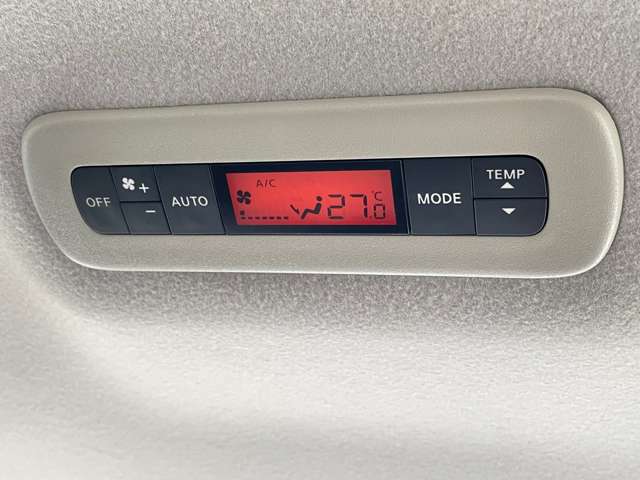 OFF
+
-
AUTO
A/C
27.0 °C
MODE
TEMP